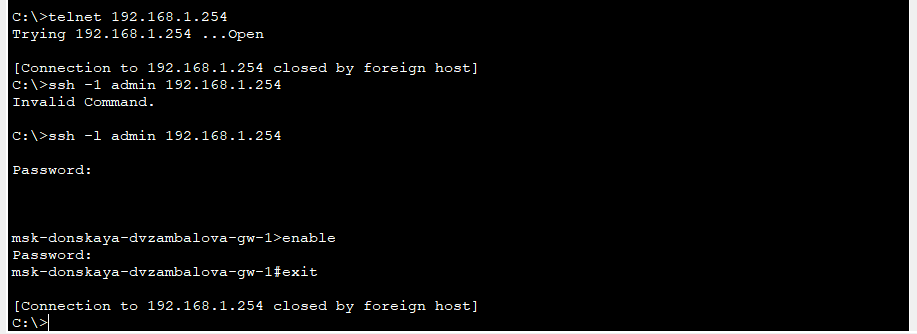 C:\>telnet 192.168.1.254
Trying 192.168.1.254 ...Open
[Connection to 192.168.1.254 closed by foreign host]
C:\>ssh -1 admin 192.168.1.254
Invalid Command.
C:\>ssh -l admin 192.168.1.254
Password:
msk-donskaya-dvzambalova-gw-1>enable
Password:
msk-donskaya-dvzambalova-gw-1#exit
[Connection to 192.168.1.254 closed by foreign host]
C:\>